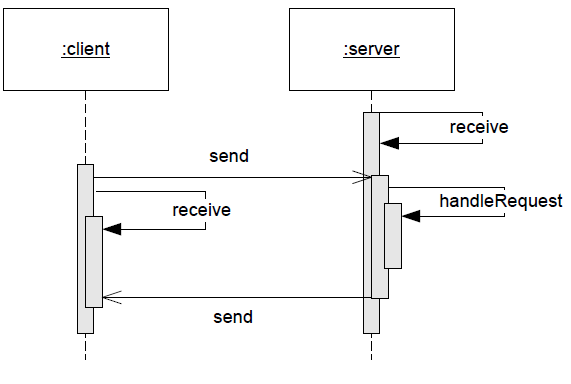 :client
:server
receive
send
receive
handleRequest
send